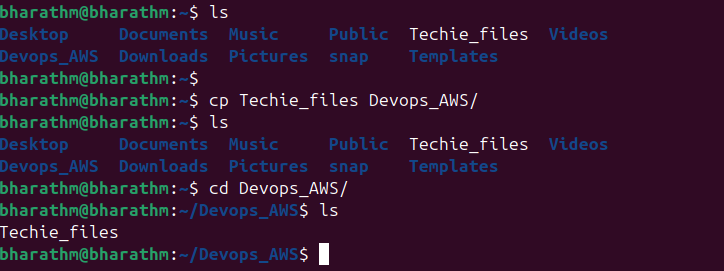 bharathm@bharathm:~$ ls
Desktop Documents Music Public Techie_files Videos
Devops_AWS Downloads Pictures snap Templates
bharathm@bharathm:~$
bharathm@bharathm:~$ cp Techie_files Devops_AWS/
bharathm@bharathm:~$ ls
Desktop Documents Music Public Techie_files Videos
Devops_AWS Downloads Pictures snap Templates
bharathm@bharathm:~$ cd Devops_AWS/
bharathm@bharathm:~/Devops_AWS$ ls
Techie_files
bharathm@bharathm:~/Devops_AWS$